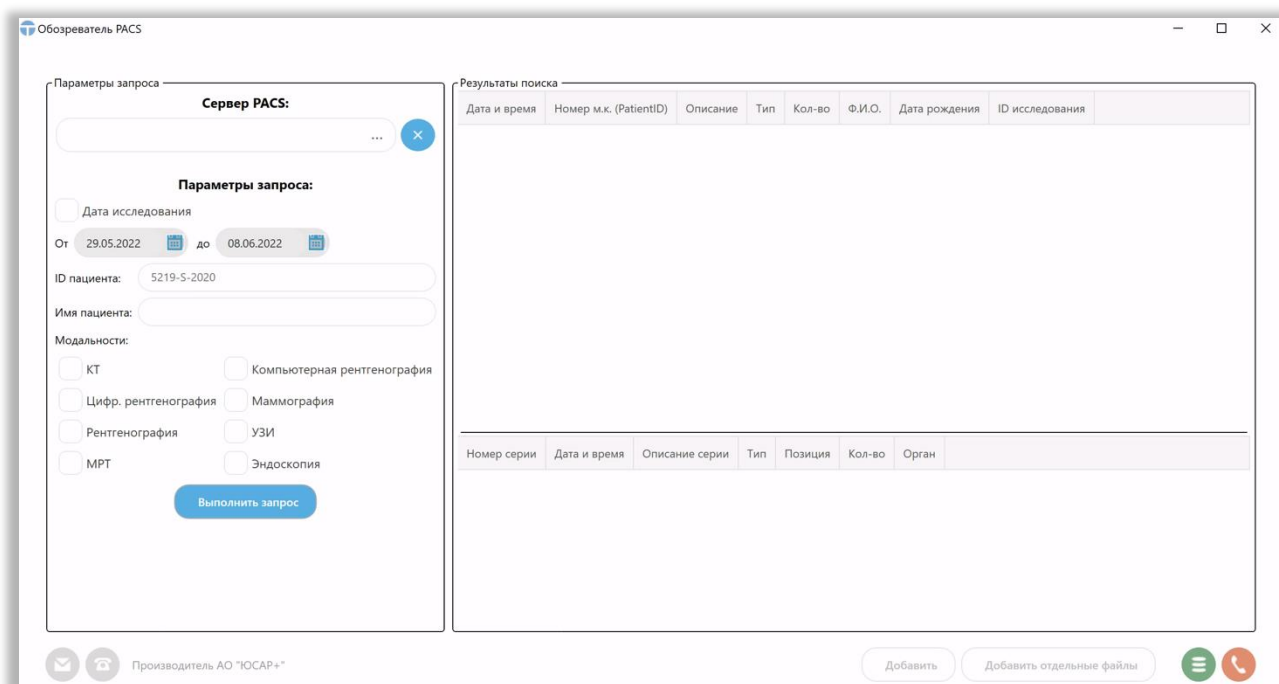 Обозреватель PACS
Параметры запроса
Сервер PACS:
...
Параметры запроса:
Дата исследования
От 29.05.2022 до 08.06.2022
ID пациента: 5219-S-2020
Имя пациента:
Модальности:
КТ Компьютерная рентгенография
Цифр. рентгенография Маммография
Рентгенография УЗИ
МРТ Эндоскопия
Выполнить запрос
Результаты поиска
Дата и время Номер м.к. (PatientID) Описание Тип Кол-во Ф.И.О. Дата рождения ID исследования
Номер серии Дата и время Описание серии Тип Позиция Кол-во Орган
Производитель АО "ЮСАР+" Добавить Добавить отдельные файлы